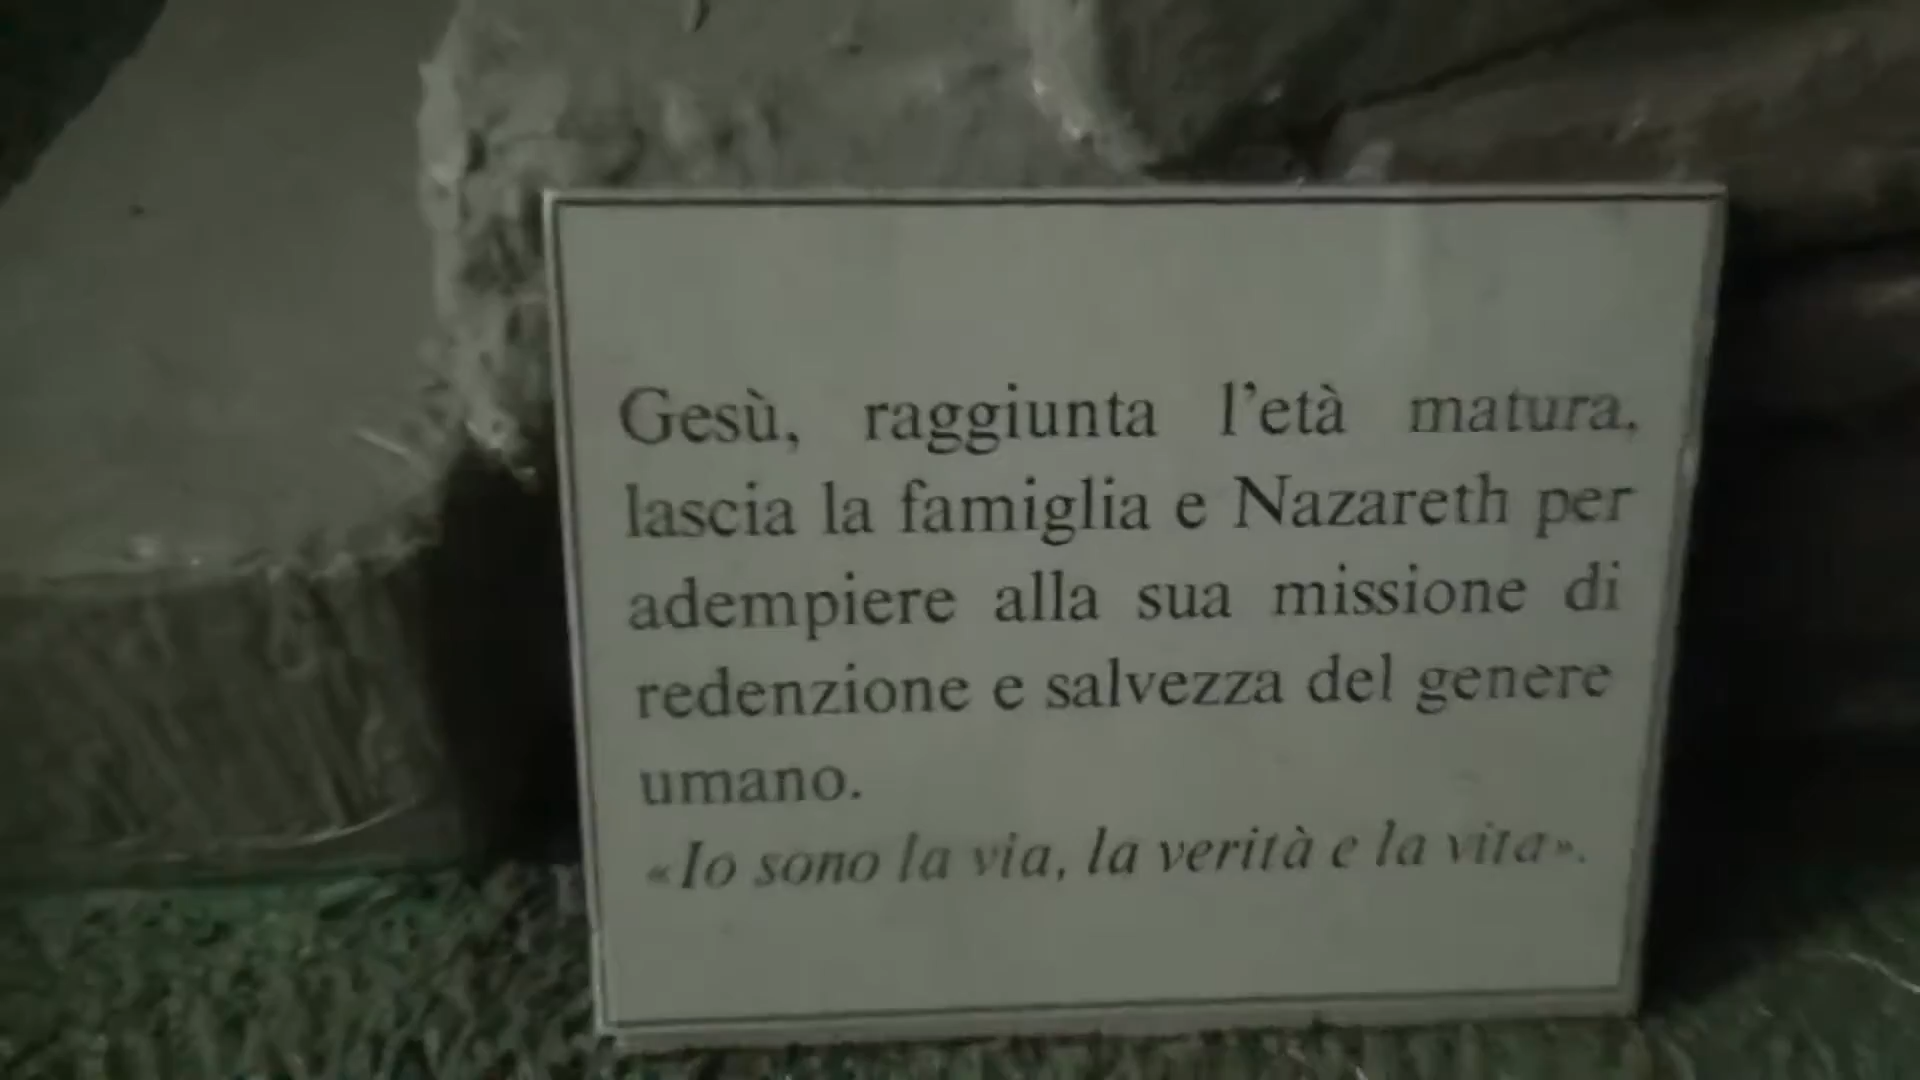 Gesù, raggiunta l'età matura,
lascia la famiglia e Nazareth per
adempiere alla sua missione di
redenzione e salvezza del genere
umano.
«Io sono la via, la verità e la vita».